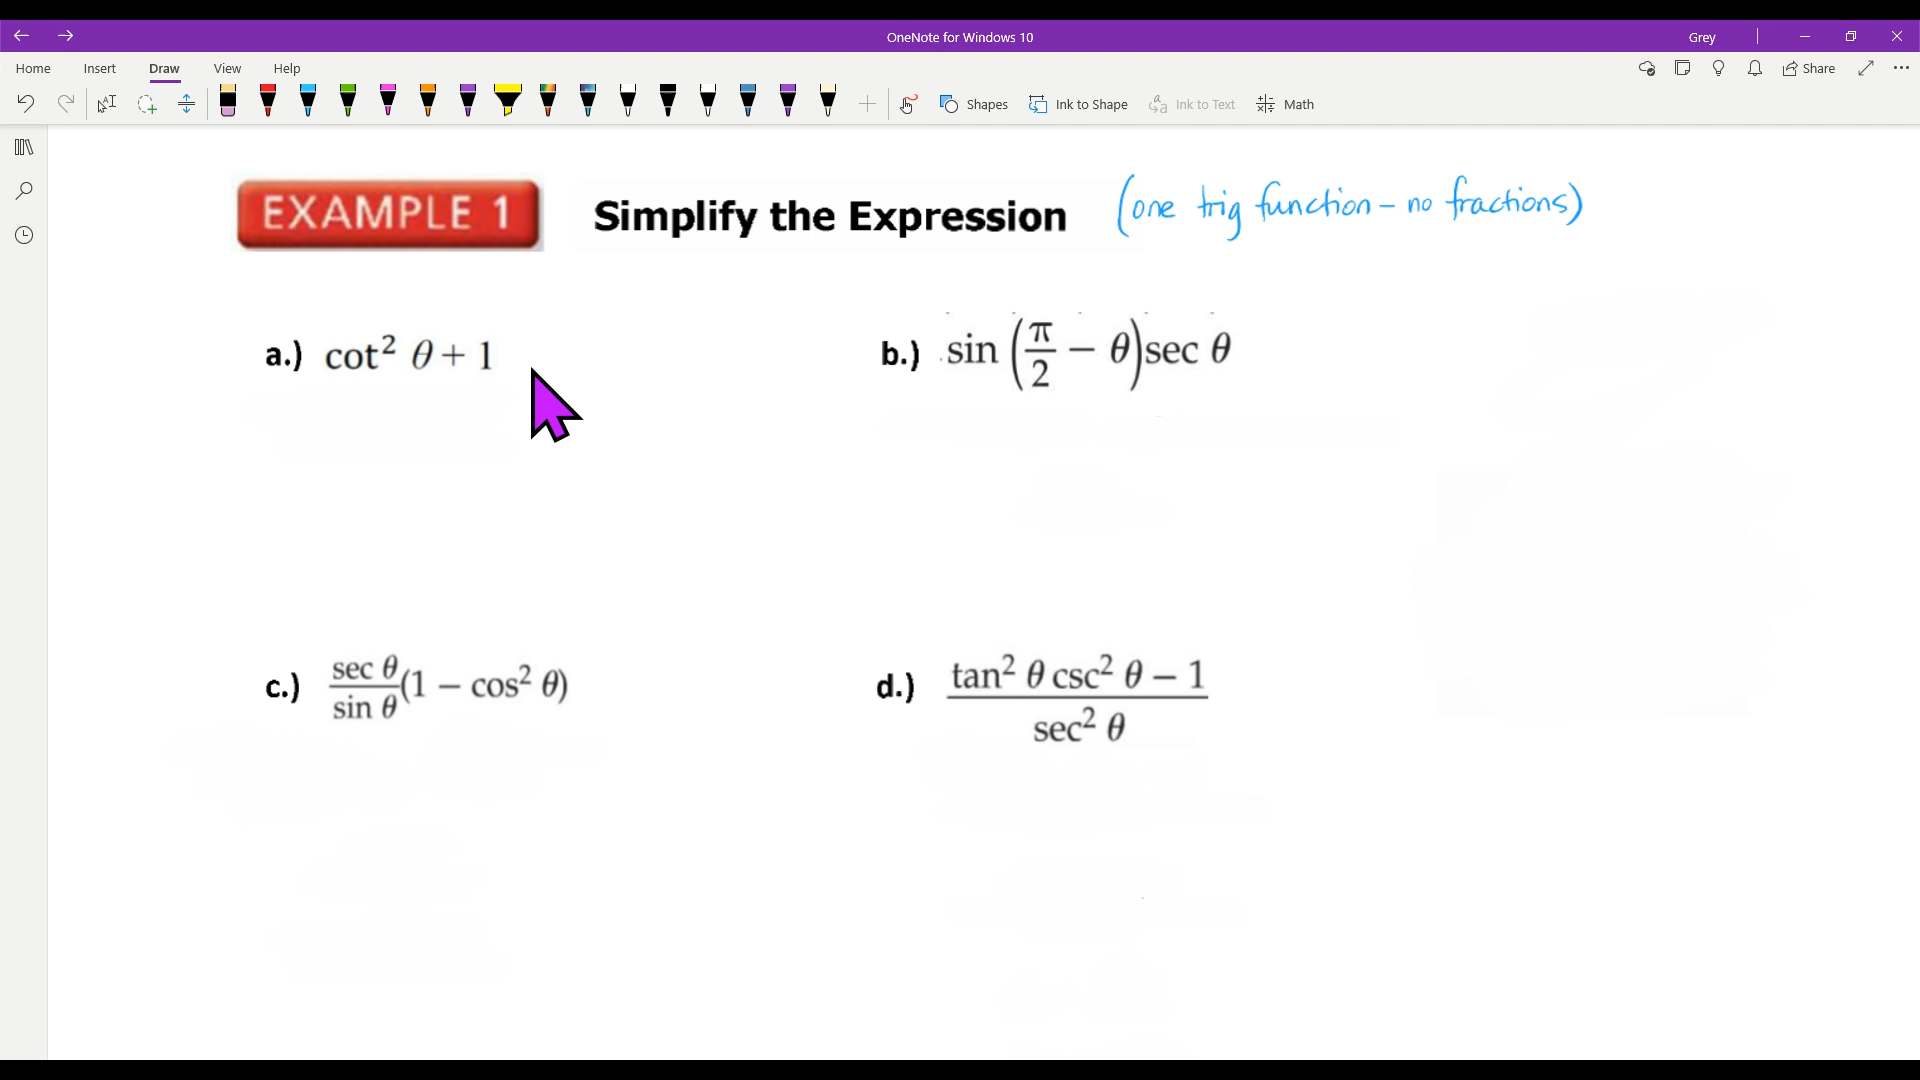 OneNote for Windows 10
Grey
Home Insert Draw View Help
Share
Shapes Ink to Shape Ink to Text Math
EXAMPLE 1 Simplify the Expression (one trig function – no fractions)
a.) cot² θ + 1
b.) sin (π/2 − θ) sec θ
c.) sec θ/sin θ (1 − cos² θ)
d.) tan² θ csc² θ − 1
sec² θ